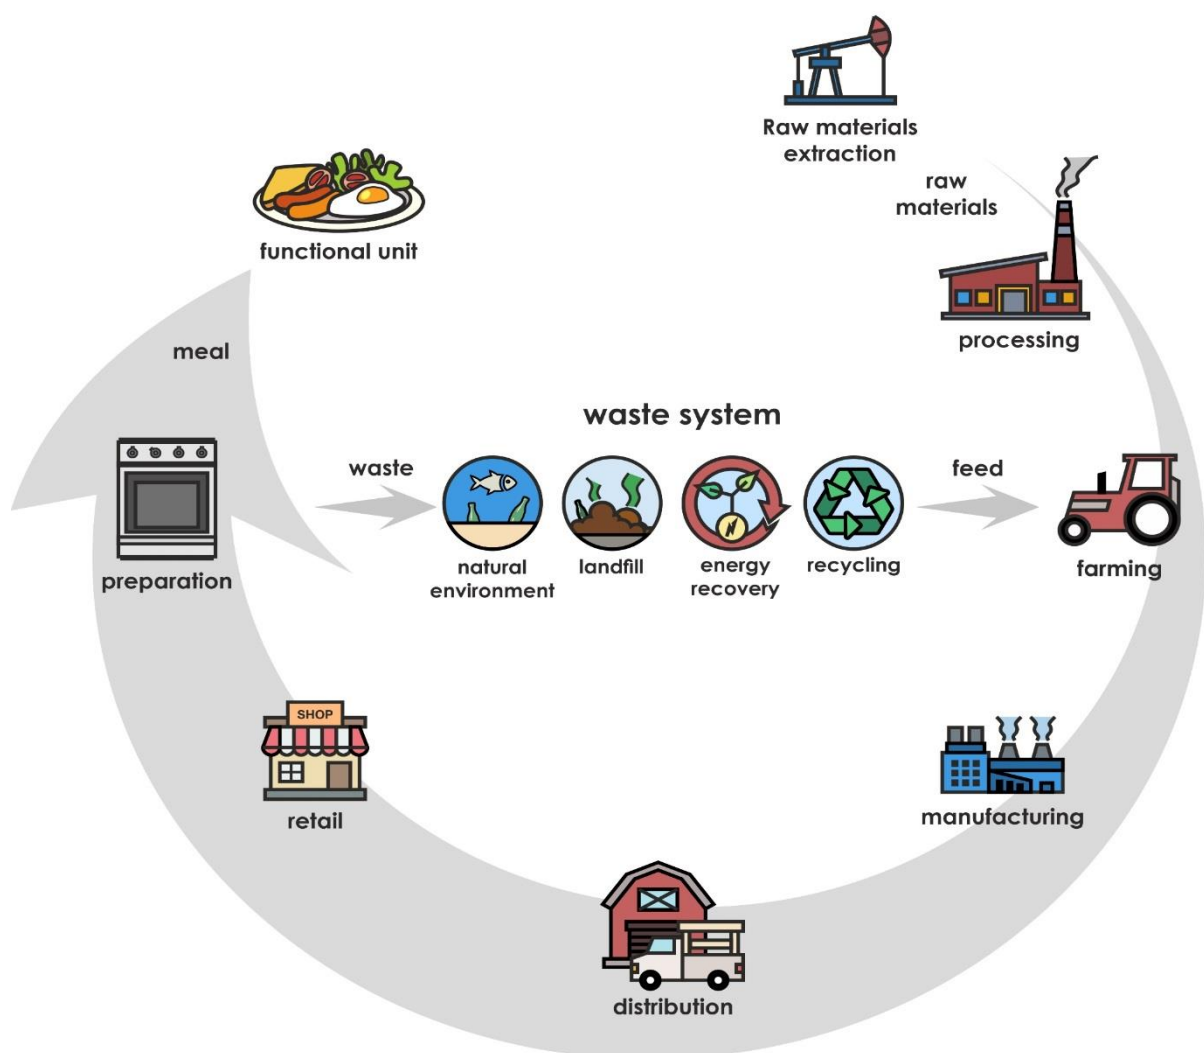 Raw materials
extraction
raw
materials
functional unit
processing
meal
waste system
waste
feed
natural
environment
landfill
energy
recovery
recycling
farming
preparation
SHOP
retail
manufacturing
distribution